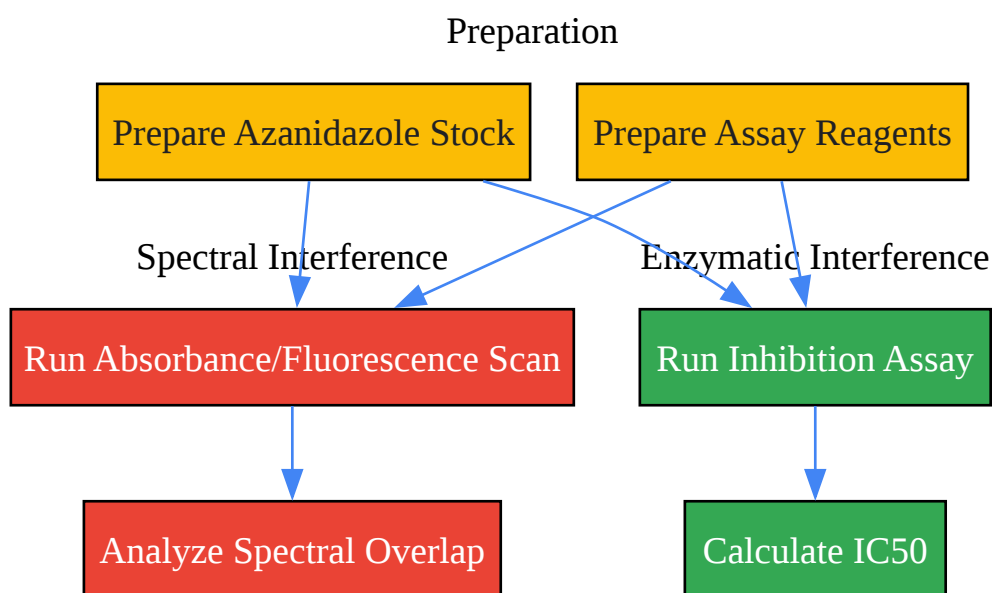 Preparation
Prepare Azanidazole Stock
Prepare Assay Reagents
Spectral Interference
Enzymatic Interference
Run Absorbance/Fluorescence Scan
Run Inhibition Assay
Analyze Spectral Overlap
Calculate IC50